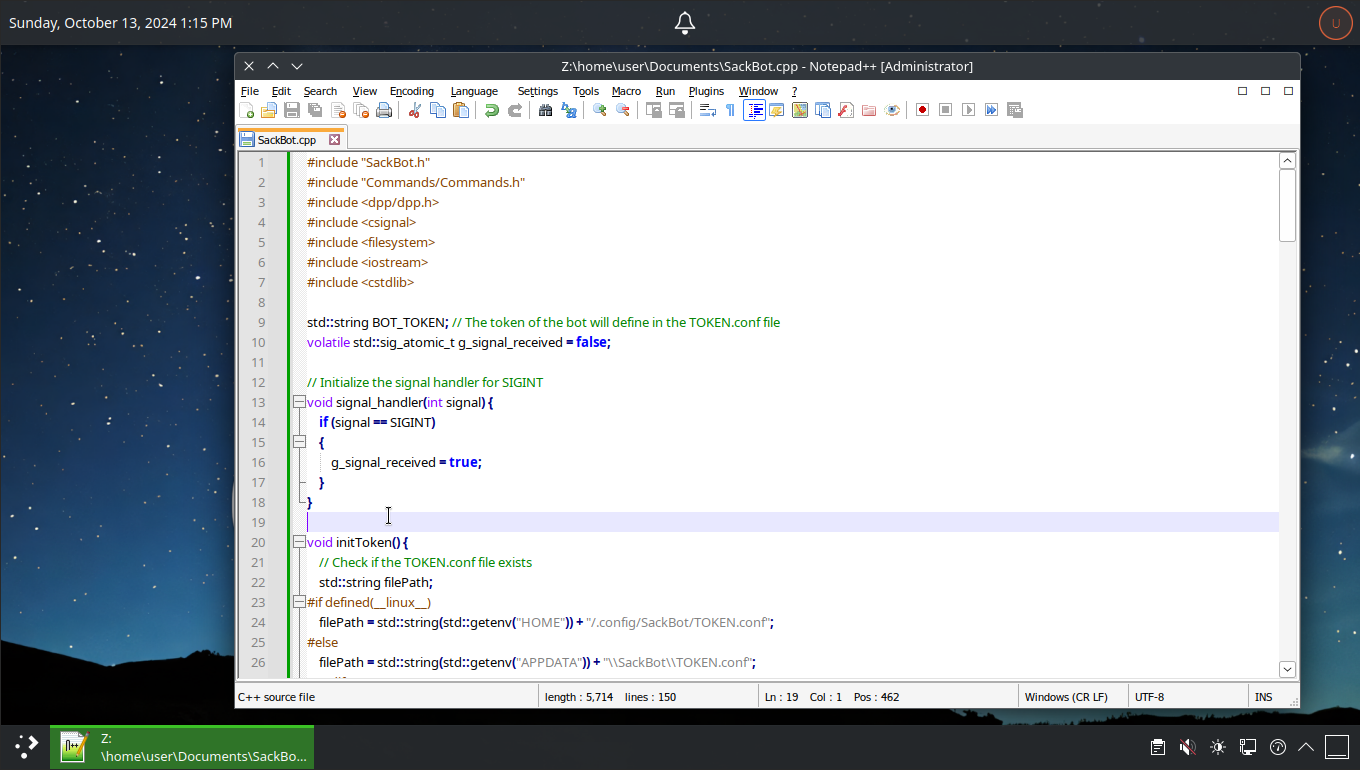 Sunday, October 13, 2024 1:15 PM
U
Z:\home\user\Documents\SackBot.cpp - Notepad++ [Administrator]
File Edit Search View Encoding Language Settings Tools Macro Run Plugins Window ?
SackBot.cpp
1 #include "SackBot.h"
2 #include "Commands/Commands.h"
3 #include <dpp/dpp.h>
4 #include <csignal>
5 #include <filesystem>
6 #include <iostream>
7 #include <cstdlib>
8
9 std::string BOT_TOKEN; // The token of the bot will define in the TOKEN.conf file
10 volatile std::sig_atomic_t g_signal_received = false;
11
12 // Initialize the signal handler for SIGINT
13 void signal_handler(int signal) {
14 if (signal == SIGINT)
15 {
16 g_signal_received = true;
17 }
18 }
19
20 void initToken() {
21 // Check if the TOKEN.conf file exists
22 std::string filePath;
23 #if defined(__linux__)
24 filePath = std::string(std::getenv("HOME")) + "/.config/SackBot/TOKEN.conf";
25 #else
26 filePath = std::string(std::getenv("APPDATA")) + "\\SackBot\\TOKEN.conf";
C++ source file length : 5,714 lines : 150 Ln : 19 Col : 1 Pos : 462 Windows (CR LF) UTF-8 INS
Z:
\home\user\Documents\SackBo...